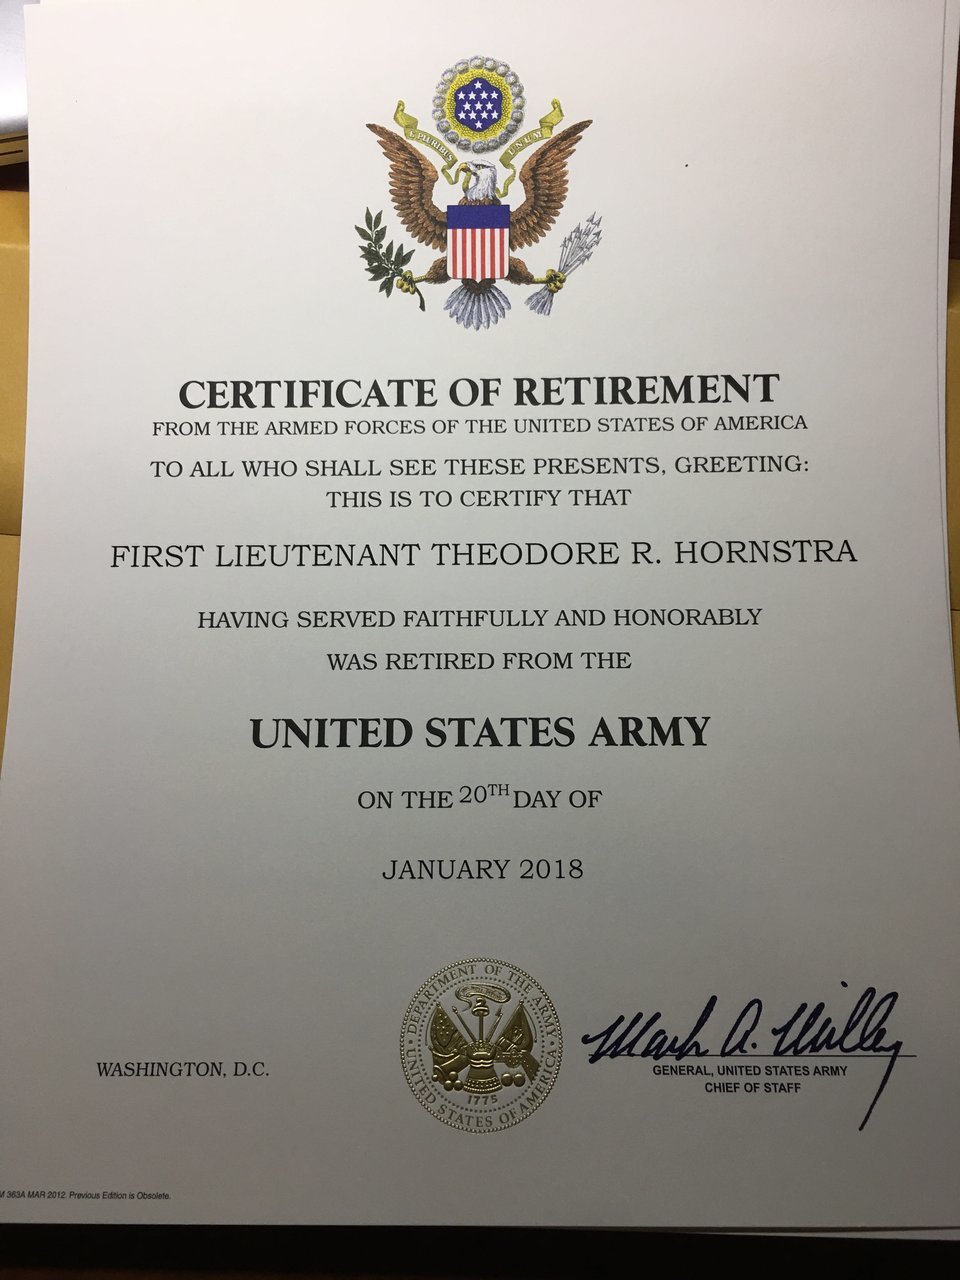 E PLURIBUS UNUM
CERTIFICATE OF RETIREMENT
FROM THE ARMED FORCES OF THE UNITED STATES OF AMERICA
TO ALL WHO SHALL SEE THESE PRESENTS, GREETING:
THIS IS TO CERTIFY THAT
FIRST LIEUTENANT THEODORE R. HORNSTRA
HAVING SERVED FAITHFULLY AND HONORABLY
WAS RETIRED FROM THE
UNITED STATES ARMY
ON THE 20TH DAY OF
JANUARY 2018
DEPARTMENT OF THE ARMY
UNITED STATES OF AMERICA
1775
WASHINGTON, D.C.
Mark A. Milley
GENERAL, UNITED STATES ARMY
CHIEF OF STAFF
M 363A MAR 2012. Previous Edition is Obsolete.